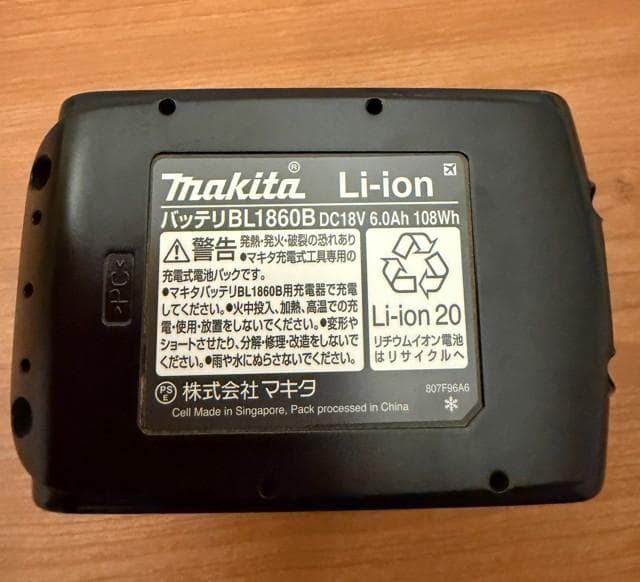 makita® Li-ion
バッテリBL1860B DC18V 6.0Ah 108Wh
警告 発熱・発火・破裂の恐れあり
●マキタ充電式工具専用の
充電式電池パックです。
●マキタバッテリBL1860B用充電器で充電
してください。●火中投入、加熱、高温での充
電・使用・放置をしないでください。●変形や
ショートさせたり、分解・修理・改造をしないで
ください。●雨や水にぬらさないでください。
Li-ion 20
リチウムイオン電池
はリサイクルへ
PSE 株式会社マキタ
Cell Made in Singapore, Pack processed in China
807F96A6
>PC<